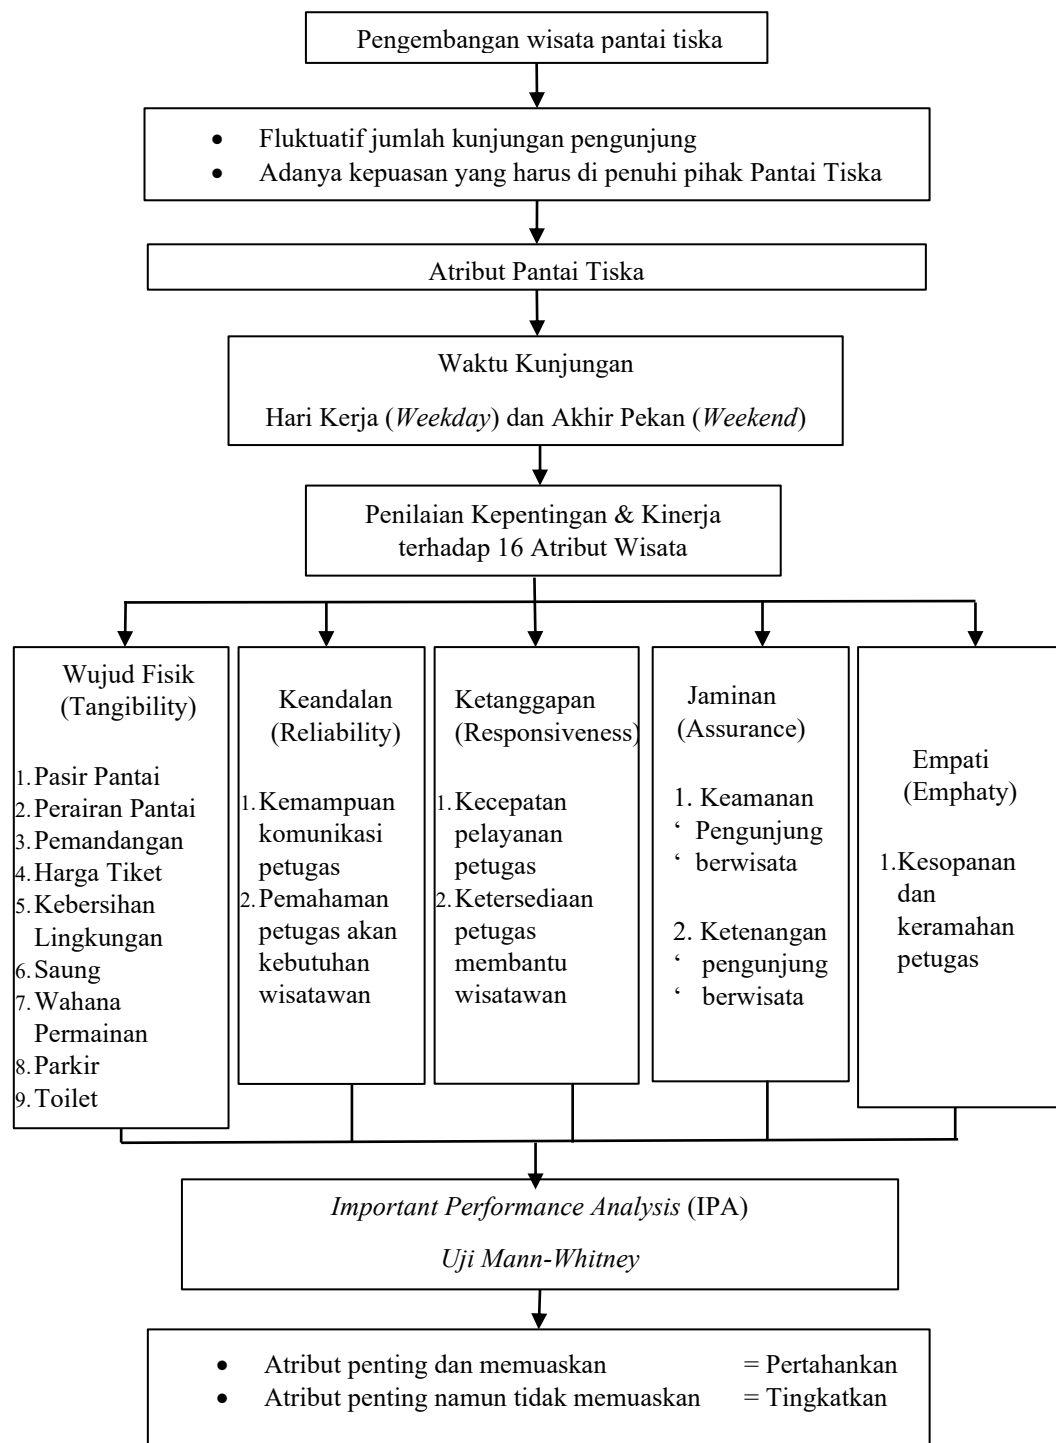 Pengembangan wisata pantai tiska
• Fluktuatif jumlah kunjungan pengunjung
• Adanya kepuasan yang harus di penuhi pihak Pantai Tiska
Atribut Pantai Tiska
Waktu Kunjungan
Hari Kerja (Weekday) dan Akhir Pekan (Weekend)
Penilaian Kepentingan & Kinerja
terhadap 16 Atribut Wisata
Wujud Fisik
(Tangibility)
1. Pasir Pantai
2. Perairan Pantai
3. Pemandangan
4. Harga Tiket
5. Kebersihan
Lingkungan
6. Saung
7. Wahana
Permainan
8. Parkir
9. Toilet
Keandalan
(Reliability)
1. Kemampuan
komunikasi
petugas
2. Pemahaman
petugas akan
kebutuhan
wisatawan
Ketanggapan
(Responsiveness)
1. Kecepatan
pelayanan
petugas
2. Ketersediaan
petugas
membantu
wisatawan
Jaminan
(Assurance)
1. Keamanan
‘ Pengunjung
‘ berwisata
2. Ketenangan
‘ pengunjung
‘ berwisata
Empati
(Emphaty)
1. Kesopanan
dan
keramahan
petugas
Important Performance Analysis (IPA)
Uji Mann-Whitney
• Atribut penting dan memuaskan = Pertahankan
• Atribut penting namun tidak memuaskan = Tingkatkan